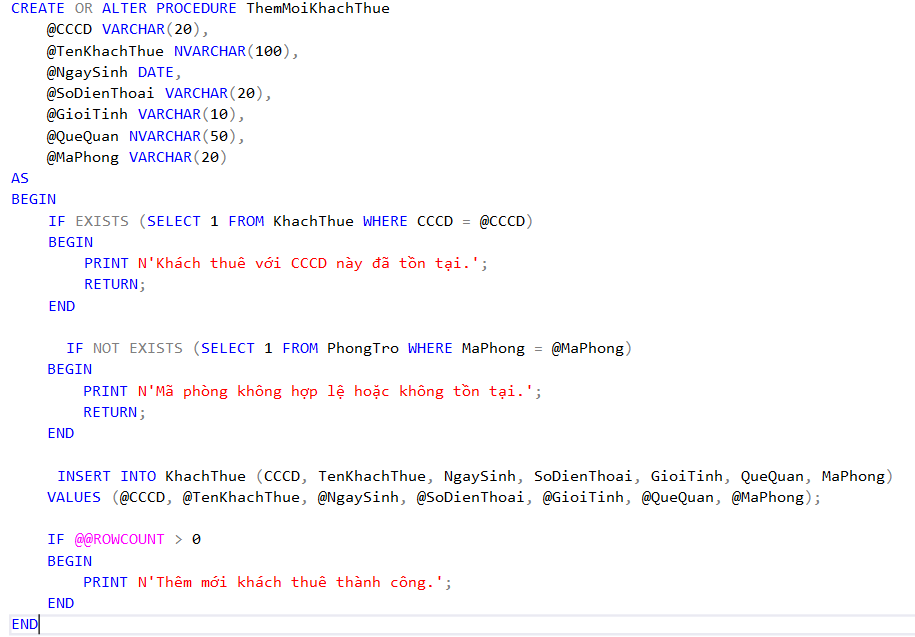 CREATE OR ALTER PROCEDURE ThemMoiKhachThue
    @CCCD VARCHAR(20),
    @TenKhachThue NVARCHAR(100),
    @NgaySinh DATE,
    @SoDienThoai VARCHAR(20),
    @GioiTinh VARCHAR(10),
    @QueQuan NVARCHAR(50),
    @MaPhong VARCHAR(20)
AS
BEGIN
    IF EXISTS (SELECT 1 FROM KhachThue WHERE CCCD = @CCCD)
    BEGIN
        PRINT N'Khách thuê với CCCD này đã tồn tại.';
        RETURN;
    END
      IF NOT EXISTS (SELECT 1 FROM PhongTro WHERE MaPhong = @MaPhong)
    BEGIN
        PRINT N'Mã phòng không hợp lệ hoặc không tồn tại.';
        RETURN;
    END
     INSERT INTO KhachThue (CCCD, TenKhachThue, NgaySinh, SoDienThoai, GioiTinh, QueQuan, MaPhong)
    VALUES (@CCCD, @TenKhachThue, @NgaySinh, @SoDienThoai, @GioiTinh, @QueQuan, @MaPhong);
    IF @@ROWCOUNT > 0
    BEGIN
        PRINT N'Thêm mới khách thuê thành công.';
    END
END